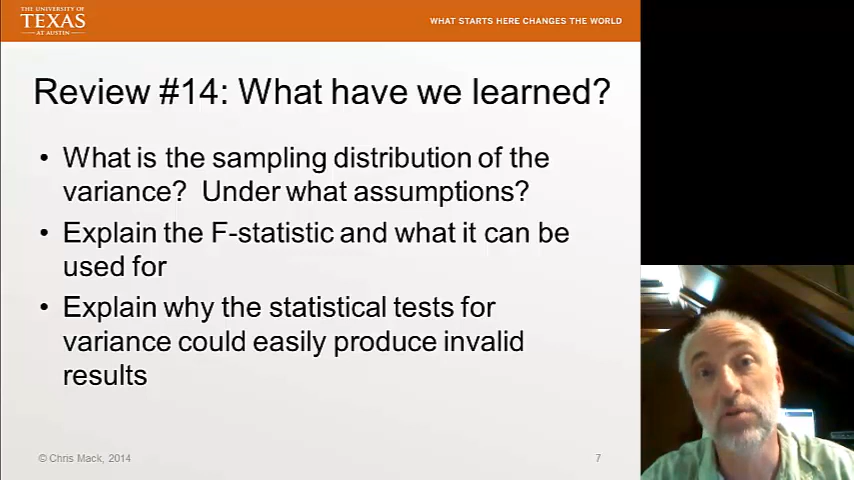 THE UNIVERSITY OF
TEXAS
AT AUSTIN
WHAT STARTS HERE CHANGES THE WORLD
Review #14: What have we learned?
• What is the sampling distribution of the
variance? Under what assumptions?
• Explain the F-statistic and what it can be
used for
• Explain why the statistical tests for
variance could easily produce invalid
results
© Chris Mack, 2014
7